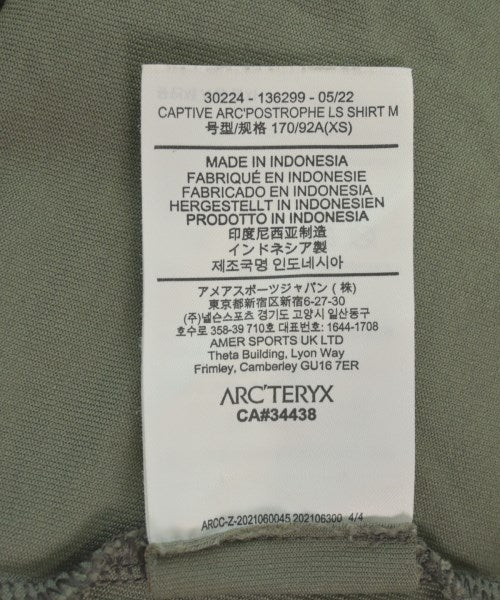 30224 - 136299 - 05/22
CAPTIVE ARC'POSTROPHE LS SHIRT M
号型/规格 170/92A(XS)
MADE IN INDONESIA
FABRIQUÉ EN INDONESIE
FABRICADO EN INDONESIA
HERGESTELLT IN INDONESIEN
PRODOTTO IN INDONESIA
印度尼西亚制造
インドネシア製
제조국명 인도네시아
アメアスポーツジャパン (株)
東京都新宿区新宿6-27-30
(주)넬슨스포츠 경기도 고양시 일산동구
호수로 358-39 710호 대표번호: 1644-1708
AMER SPORTS UK LTD
Theta Building, Lyon Way
Frimley, Camberley GU16 7ER
ARC'TERYX
CA#34438
ARCC-Z-2021060045 202106300 4/4